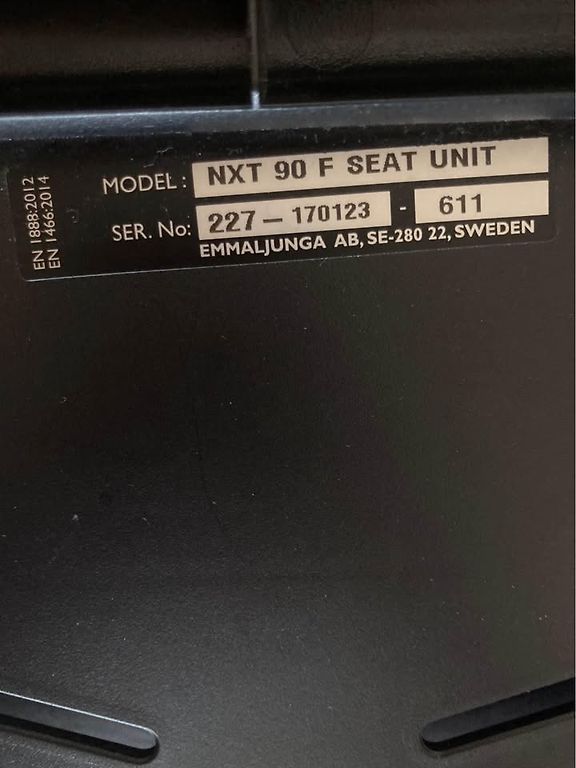 EN 1888:2012
EN 1466:2014
MODEL: NXT 90 F SEAT UNIT
SER. No: 227-170123 - 611
EMMALJUNGA AB, SE-280 22, SWEDEN